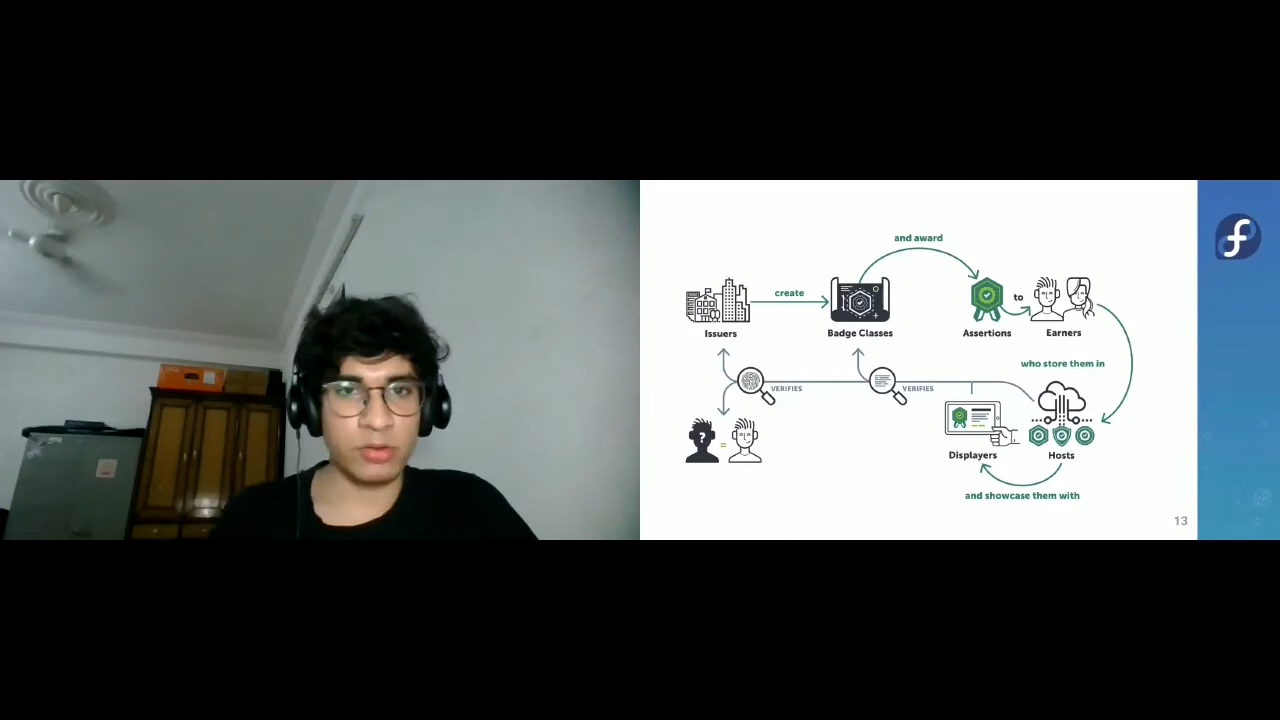 and award
create
to
Issuers
Badge Classes
Assertions
Earners
who store them in
VERIFIES
VERIFIES
?
=
Displayers
Hosts
and showcase them with
13